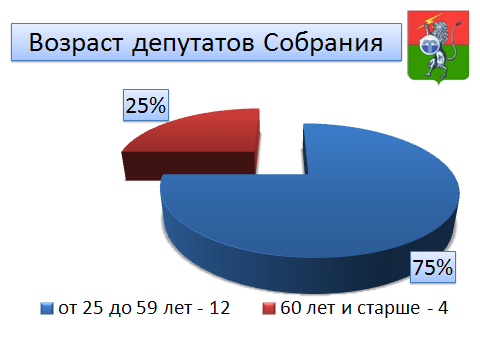 Возраст депутатов Собрания
25%
75%
от 25 до 59 лет - 12
60 лет и старше - 4